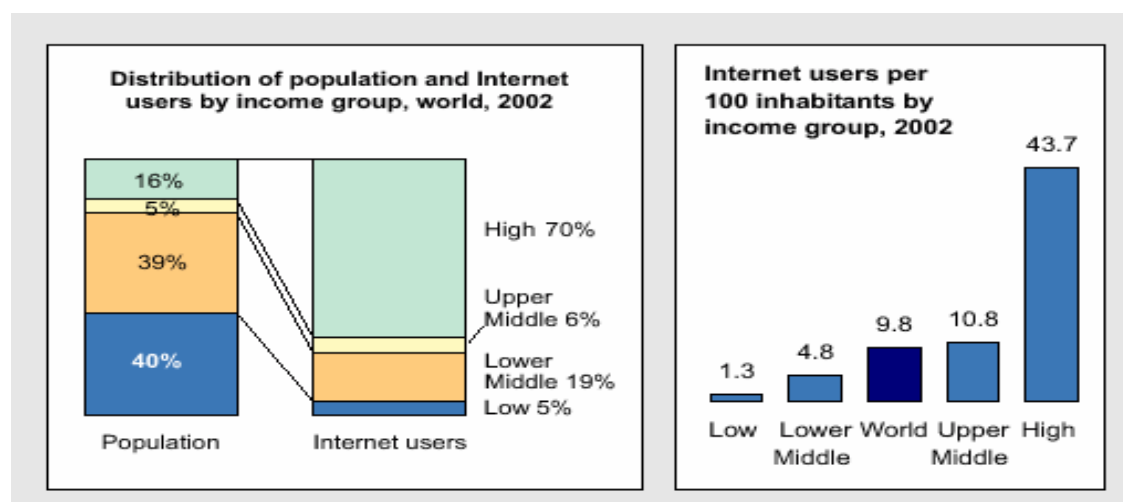 Distribution of population and Internet
users by income group, world, 2002
16%
5%
39%
40%
High 70%
Upper
Middle 6%
Lower
Middle 19%
Low 5%
Population
Internet users
Internet users per
100 inhabitants by
income group, 2002
1.3
4.8
9.8
10.8
43.7
Low
Lower
Middle
World
Upper
Middle
High